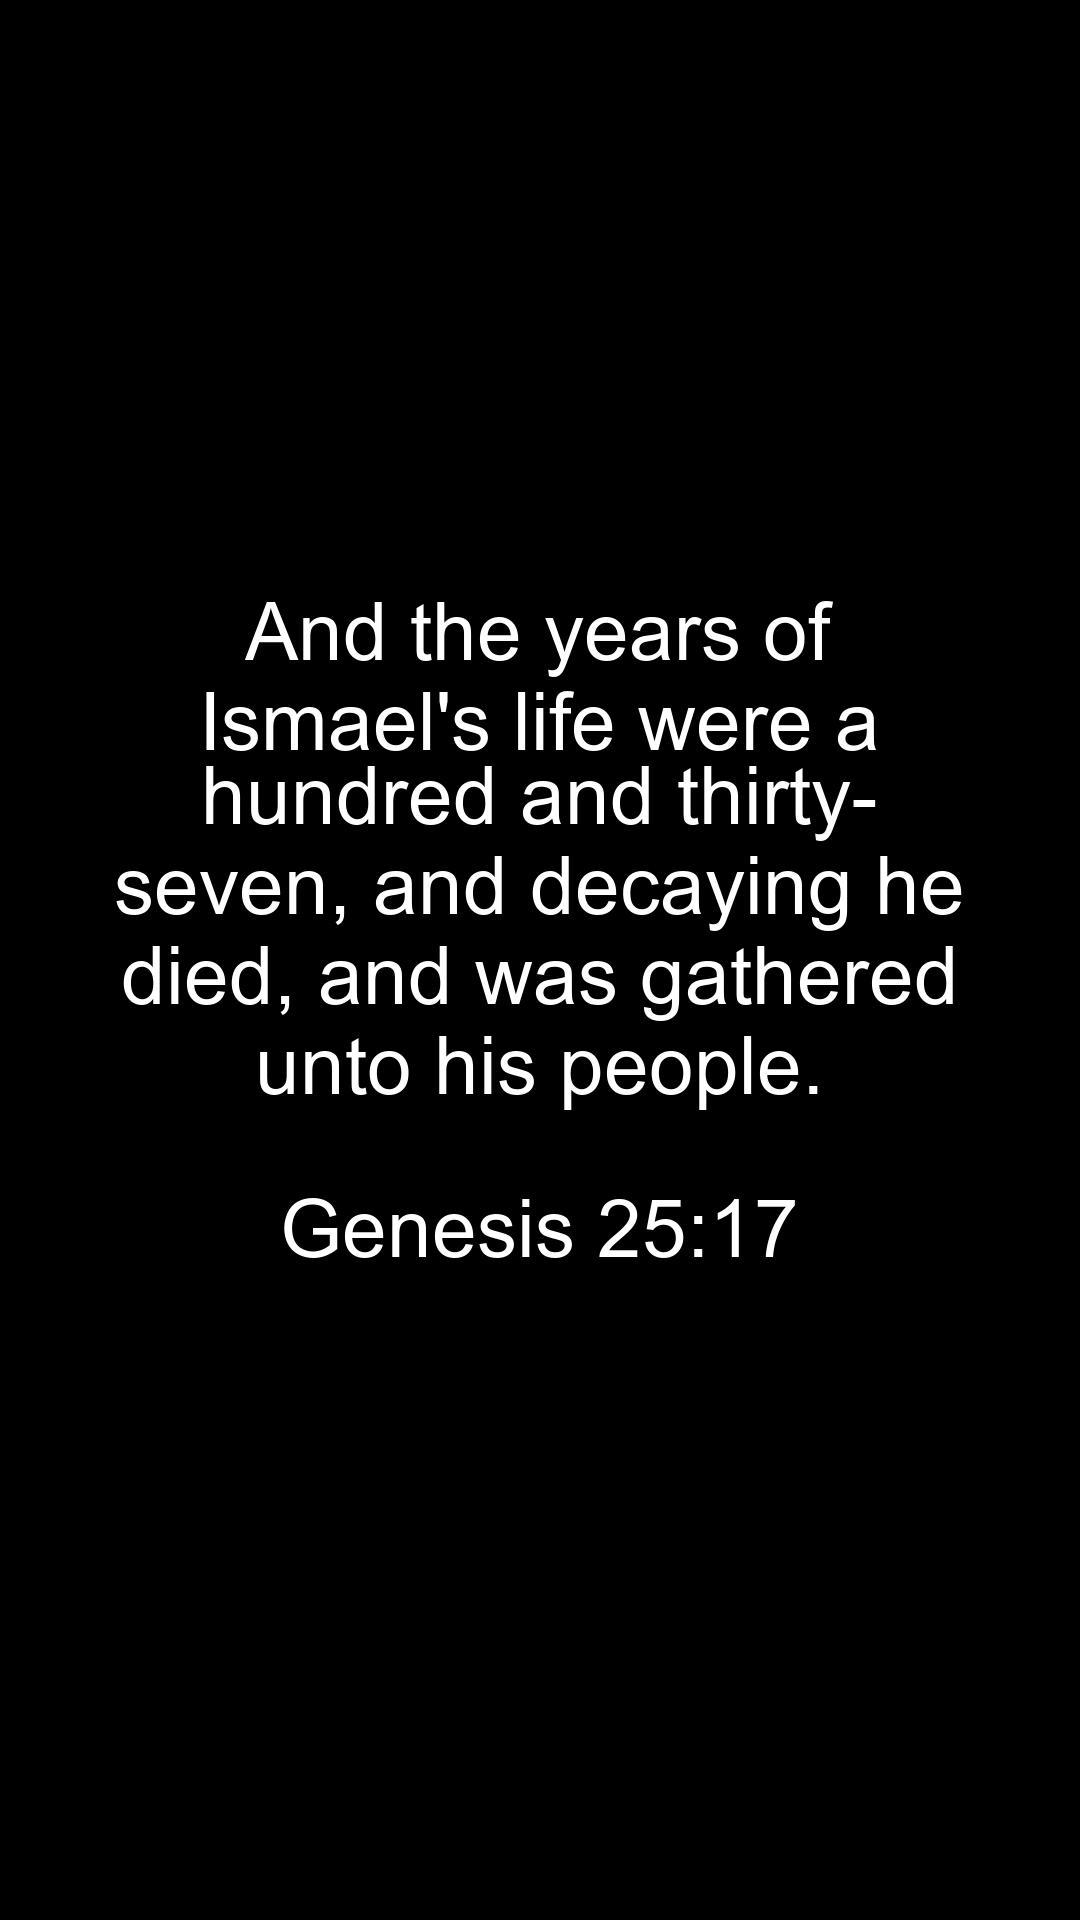 And the years of
Ismael's life were a
hundred and thirty-
seven, and decaying he
died, and was gathered
unto his people.
Genesis 25:17